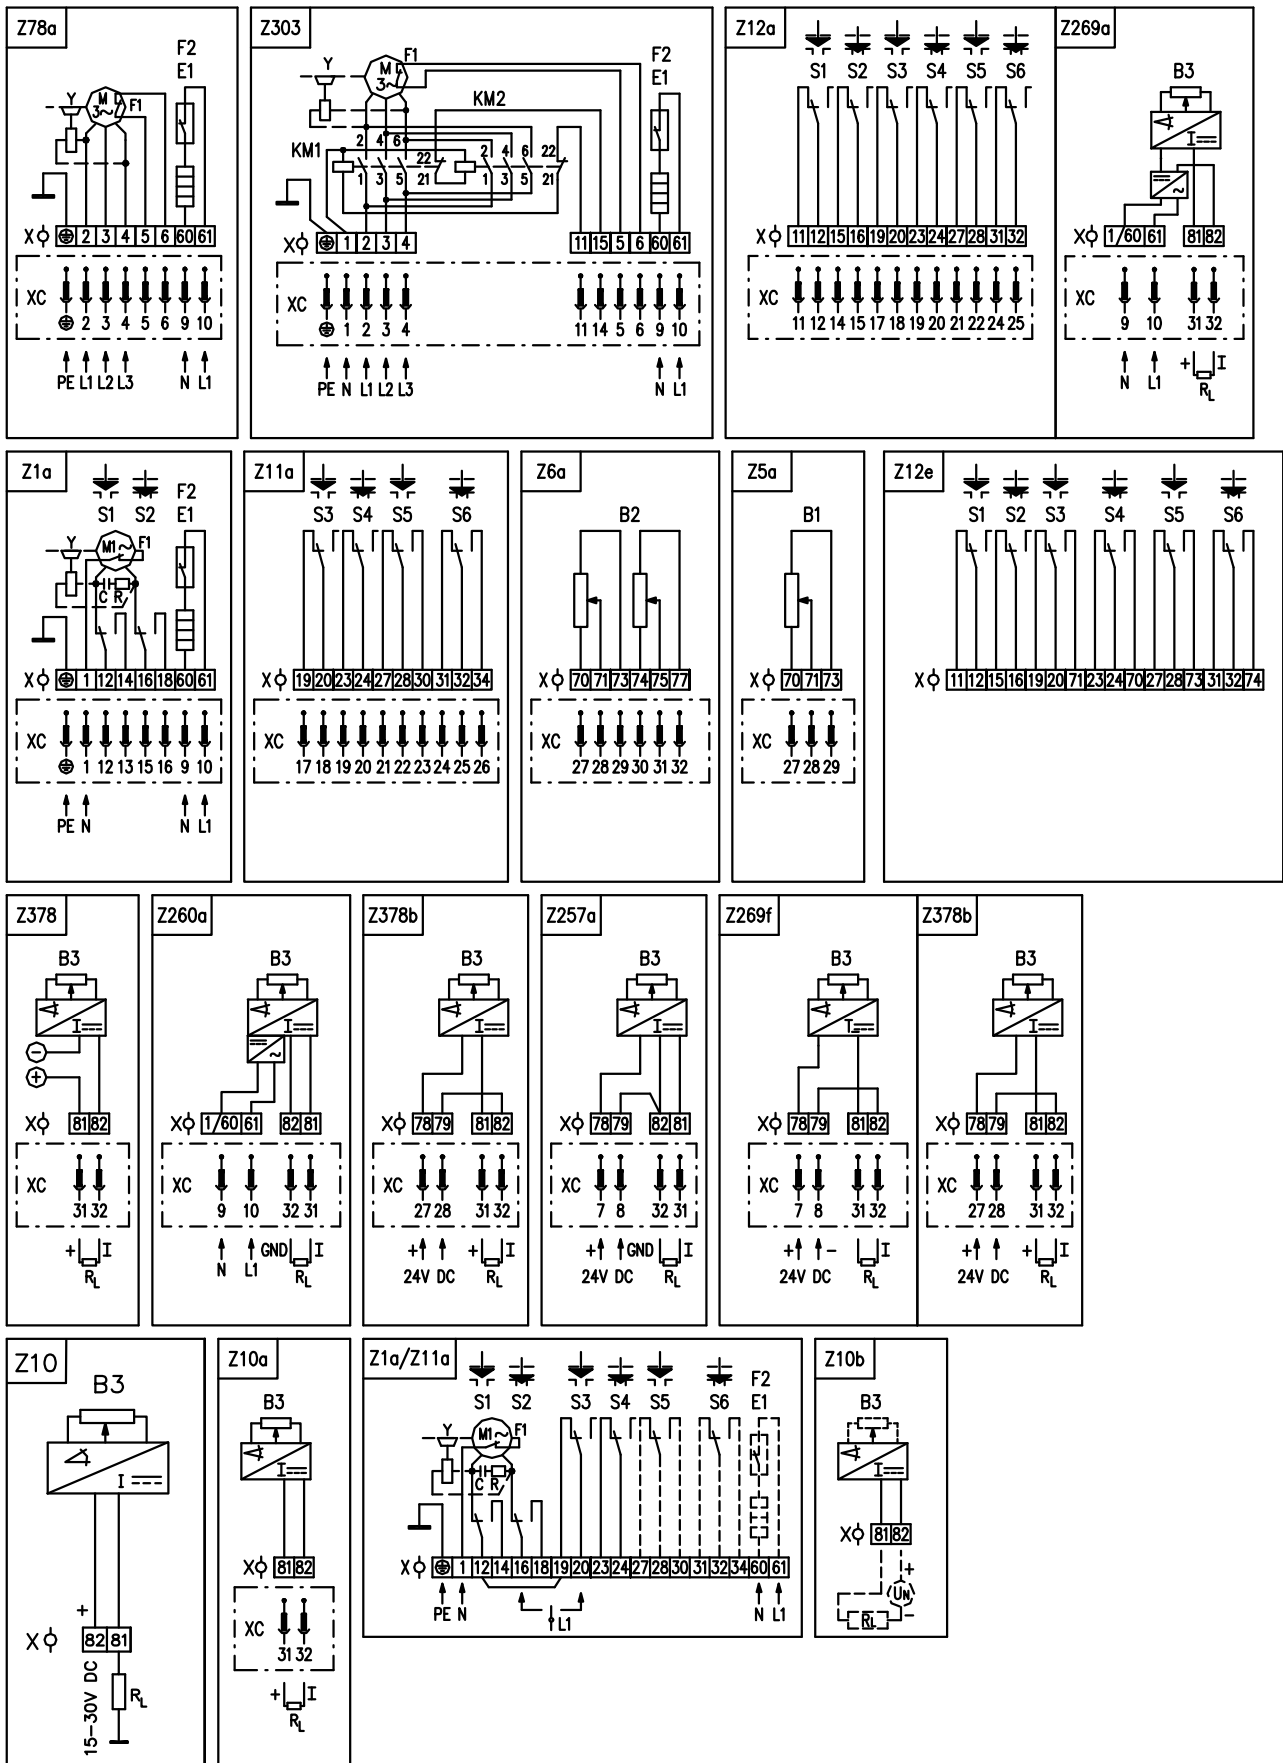 Z78a
F2
E1
Y
M
3~
F1
X 2 3 4 5 6 60 61
XC
2 3 4 5 6 9 10
PE L1 L2 L3 N L1
Z303
F1
Y
M
3~
F2
E1
KM2
KM1
2 4 6 22 2 4 6 22
1 3 5 21 1 3 5 21
X 1 2 3 4 11 15 5 6 60 61
XC
1 2 3 4 11 14 5 6 9 10
PE N L1 L2 L3 N L1
Z12a
S1 S2 S3 S4 S5 S6
X 11 12 15 16 19 20 23 24 27 28 31 32
XC
11 12 14 15 17 18 19 20 21 22 24 25
Z269a
B3
I
~
X 1/60 61 81 82
XC
9 10 31 32
N L1 + I
RL
Z1a
S1 S2
F2
E1
Y
M1 ~
F1
C R
X 1 12 14 16 18 60 61
XC
1 12 13 15 16 9 10
PE N N L1
Z11a
S3 S4 S5 S6
X 19 20 23 24 27 28 30 31 32 34
XC
17 18 19 20 21 22 23 24 25 26
Z6a
B2
X 70 71 73 74 75 77
XC
27 28 29 30 31 32
Z5a
B1
X 70 71 73
XC
27 28 29
Z12e
S1 S2 S3 S4 S5 S6
X 11 12 15 16 19 20 71 23 24 70 27 28 73 31 32 74
Z378
B3
I
−
+
X 81 82
XC
31 32
+ I
RL
Z260a
B3
I
~
X 1/60 61 82 81
XC
9 10 32 31
N L1 GND I
RL
Z378b
B3
I
X 78 79 81 82
XC
27 28 31 32
+ + I
24V DC RL
Z257a
B3
I
X 78 79 82 81
XC
7 8 32 31
+ GND I
24V DC RL
Z269f
B3
I
X 78 79 81 82
XC
7 8 31 32
+ − I
24V DC RL
Z378b
B3
I
X 78 79 81 82
XC
27 28 31 32
+ + I
24V DC RL
Z10
B3
I
+
X 82 81
15-30V DC
RL
Z10a
B3
I
X 81 82
XC
31 32
+ I
RL
Z1a/Z11a
S1 S2 S3 S4 S5 S6
F2
E1
Y
M1 ~
F1
C R
X 1 12 14 16 18 19 20 23 24 27 28 30 31 32 34 60 61
PE N L1 N L1
Z10b
B3
I
X 81 82
+
UN
−
RL